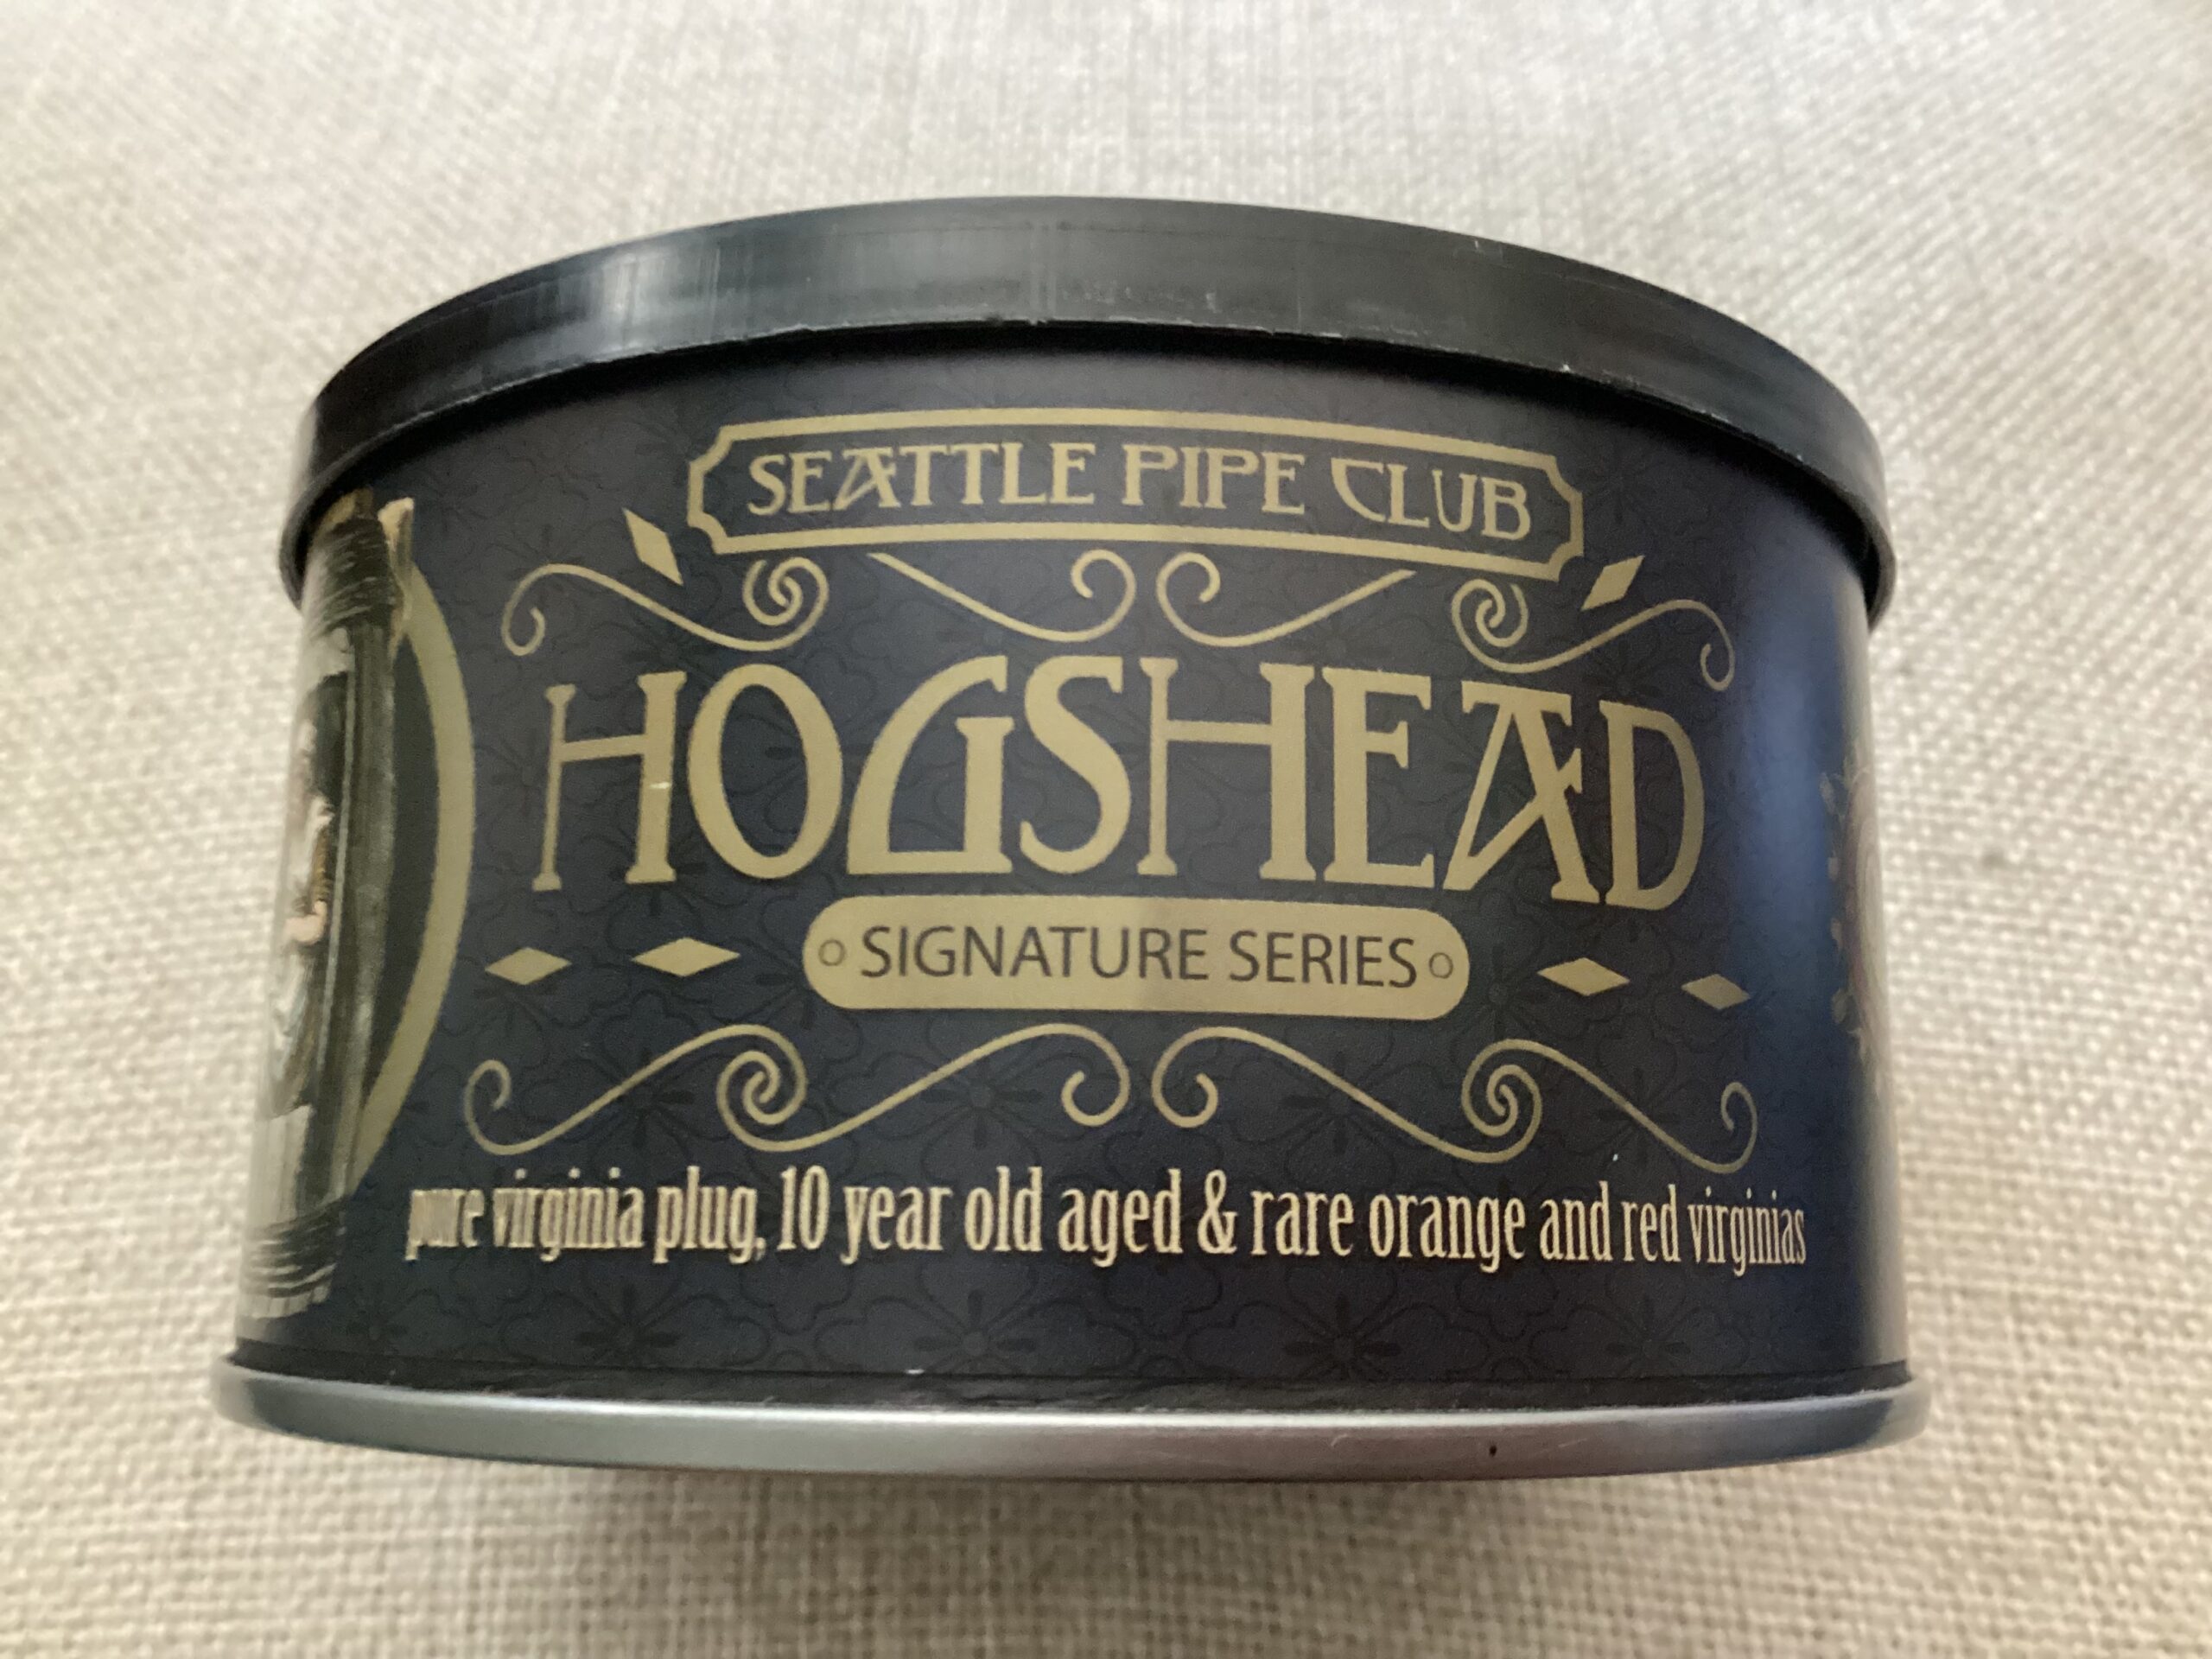 SEATTLE PIPE CLUB
HOGSHEAD
SIGNATURE SERIES
pure virginia plug, 10 year old aged & rare orange and red virginias